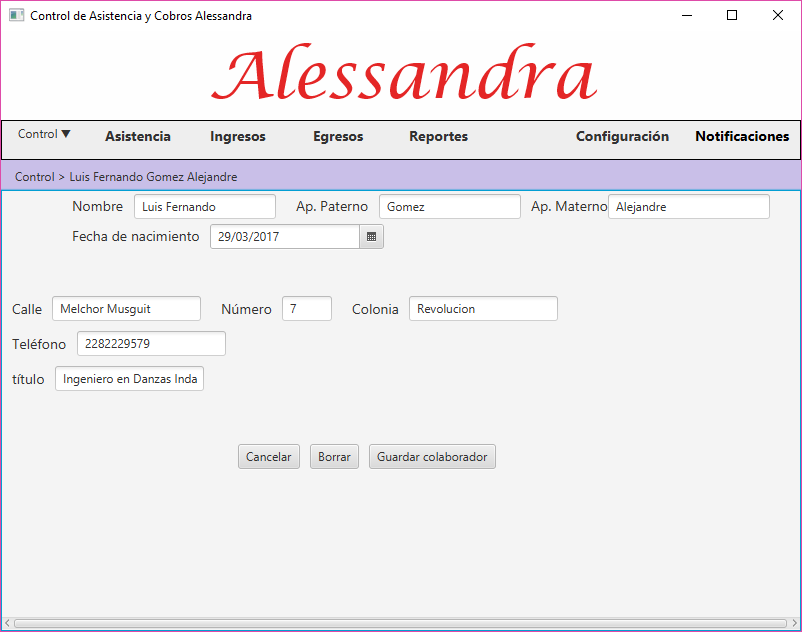 Control de Asistencia y Cobros Alessandra
Alessandra
Control ▼ Asistencia Ingresos Egresos Reportes Configuración Notificaciones
Control > Luis Fernando Gomez Alejandre
Nombre Luis Fernando Ap. Paterno Gomez Ap. Materno Alejandre
Fecha de nacimiento 29/03/2017
Calle Melchor Musguit Número 7 Colonia Revolucion
Teléfono 2282229579
título Ingeniero en Danzas Inda
Cancelar Borrar Guardar colaborador